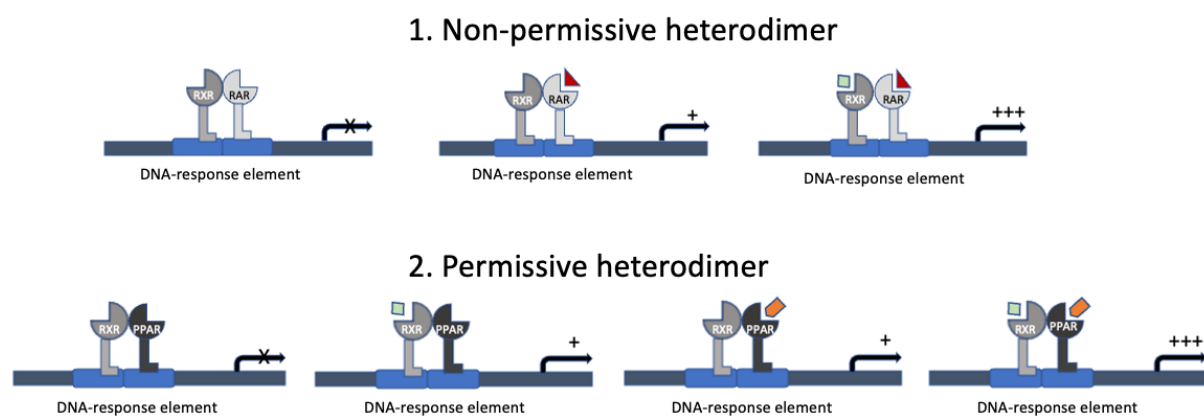 1. Non-permissive heterodimer
RXR RAR X RXR RAR + RXR RAR +++
DNA-response element DNA-response element DNA-response element
2. Permissive heterodimer
RXR PPAR X RXR PPAR + RXR PPAR + RXR PPAR +++
DNA-response element DNA-response element DNA-response element DNA-response element